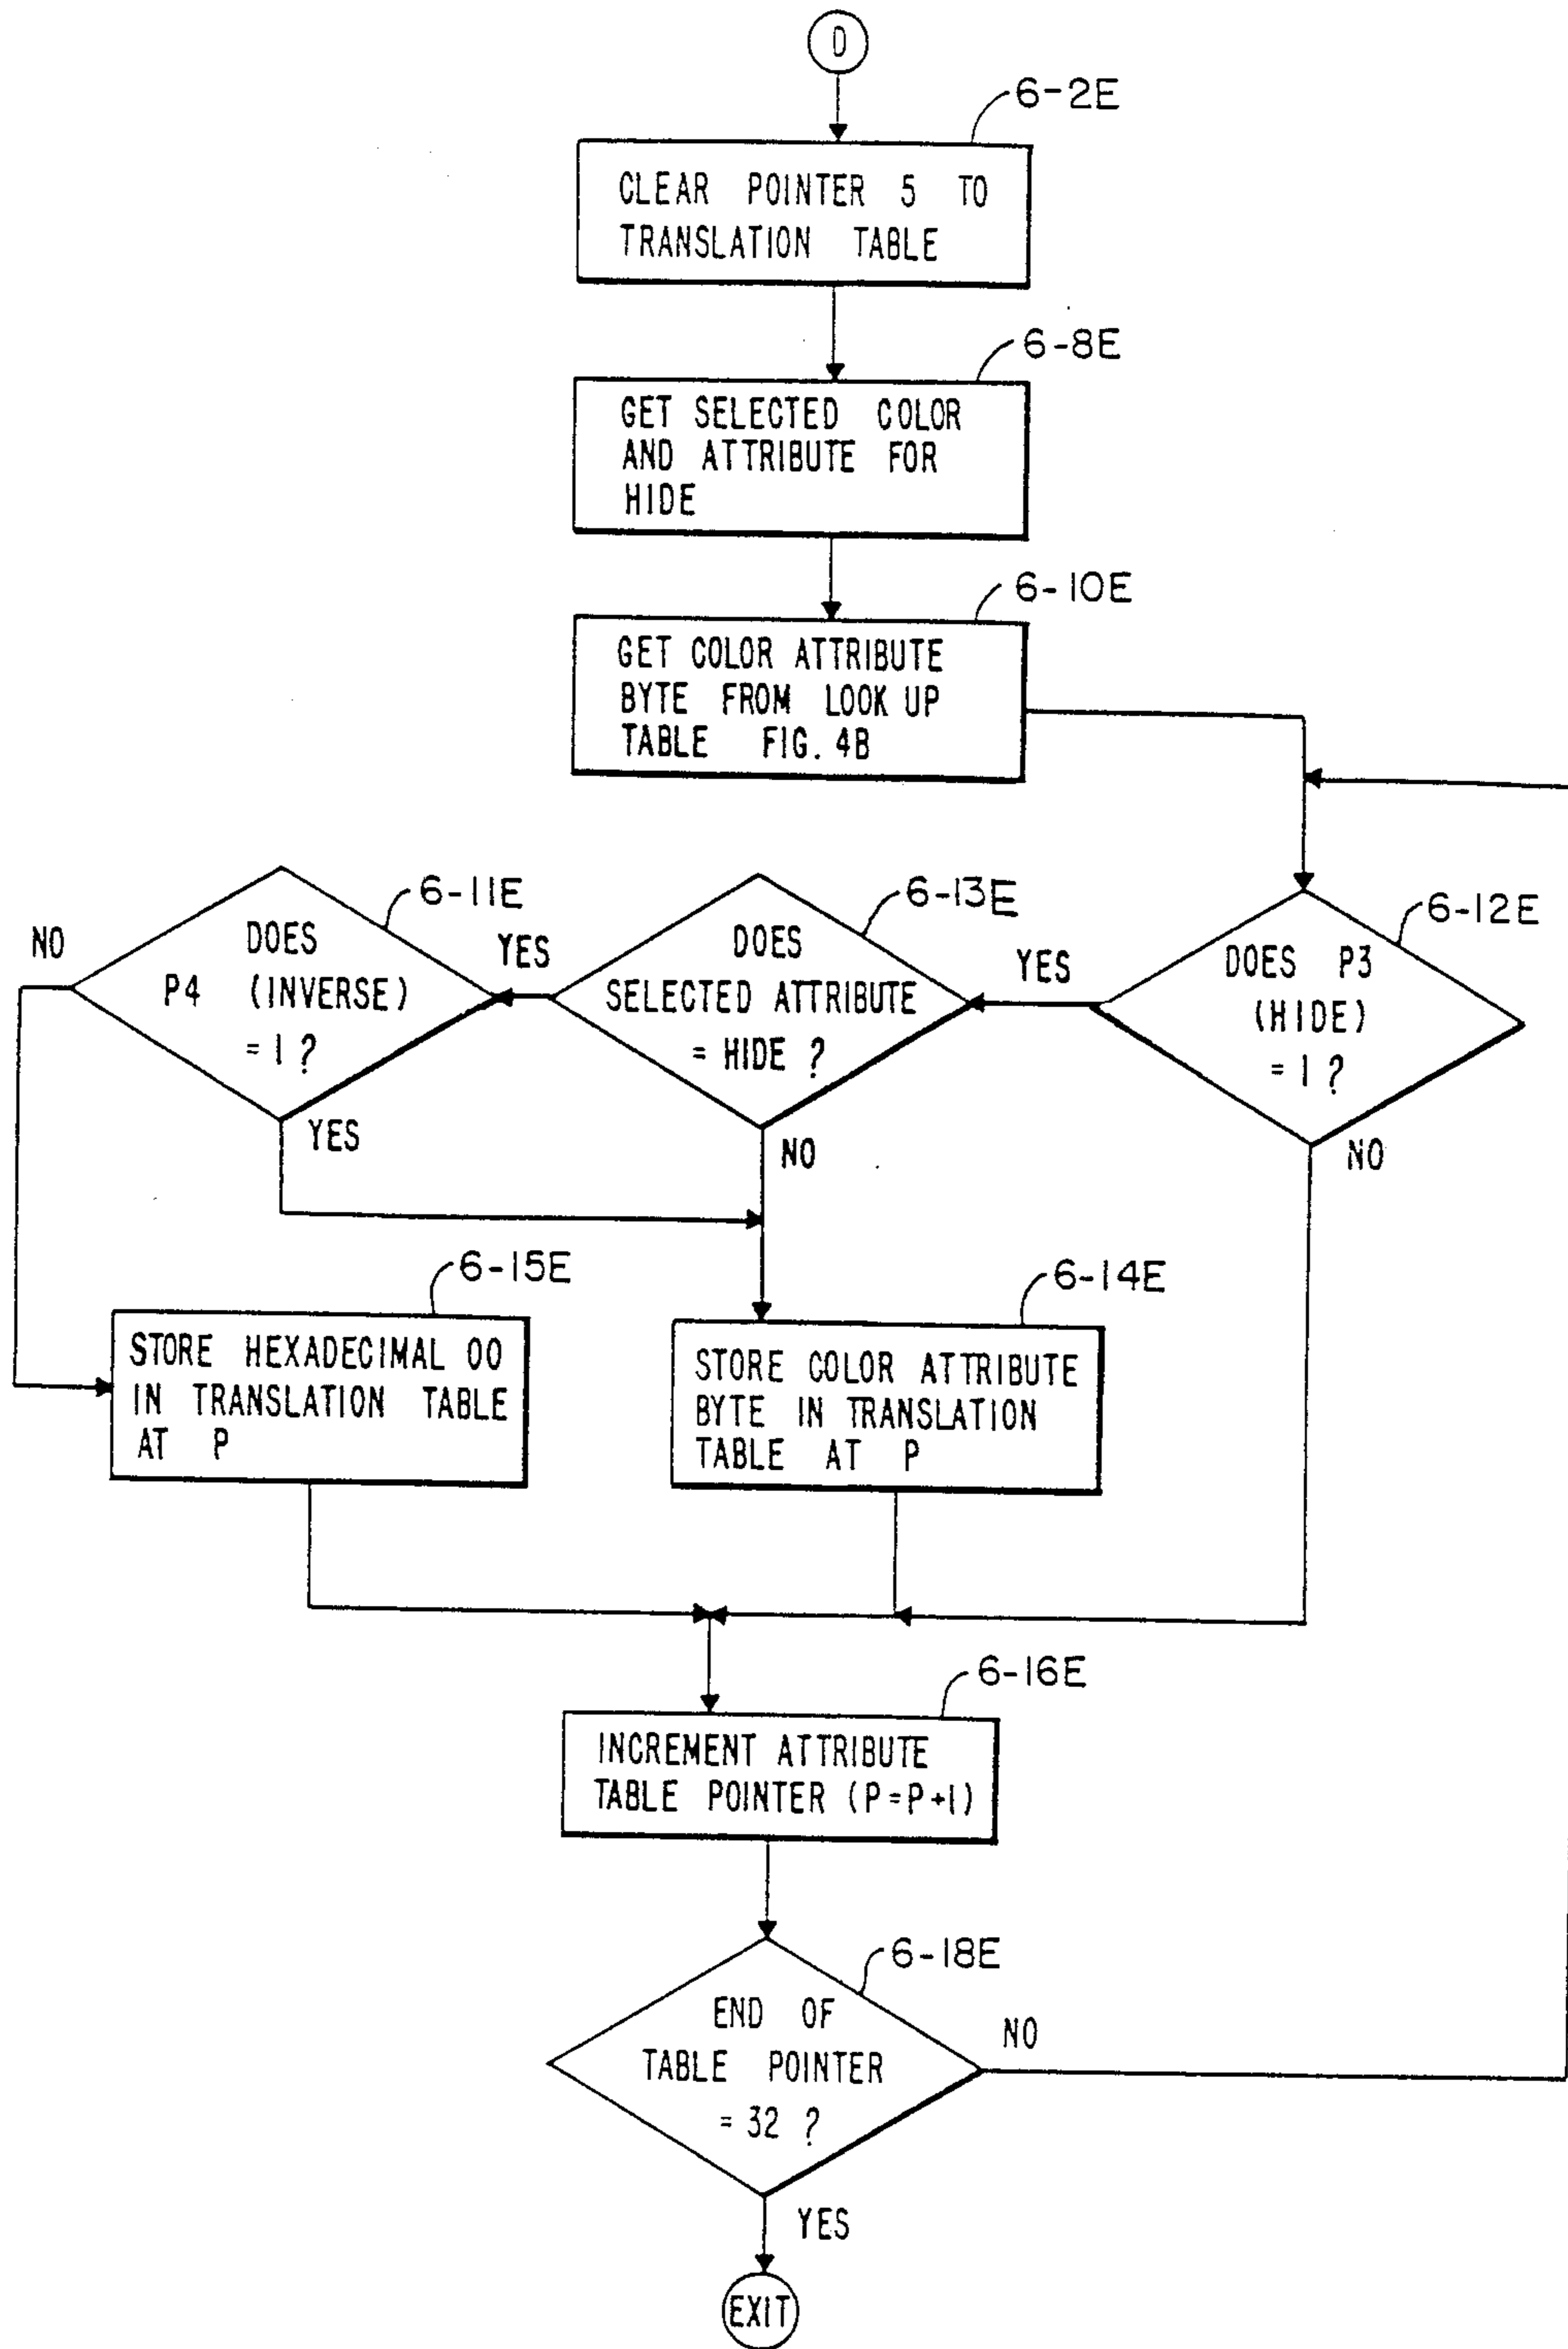 D
6-2E
CLEAR POINTER 5 TO
TRANSLATION TABLE
6-8E
GET SELECTED COLOR
AND ATTRIBUTE FOR
HIDE
6-10E
GET COLOR ATTRIBUTE
BYTE FROM LOOK UP
TABLE FIG. 4B
6-11E
NO
DOES
P4 (INVERSE)
= 1 ?
YES
YES
6-13E
DOES
SELECTED ATTRIBUTE
= HIDE ?
YES
NO
6-12E
DOES P3
(HIDE)
= 1 ?
NO
6-15E
STORE HEXADECIMAL 00
IN TRANSLATION TABLE
AT P
6-14E
STORE COLOR ATTRIBUTE
BYTE IN TRANSLATION
TABLE AT P
6-16E
INCREMENT ATTRIBUTE
TABLE POINTER (P=P+1)
6-18E
END OF
TABLE POINTER
= 32 ?
NO
YES
EXIT